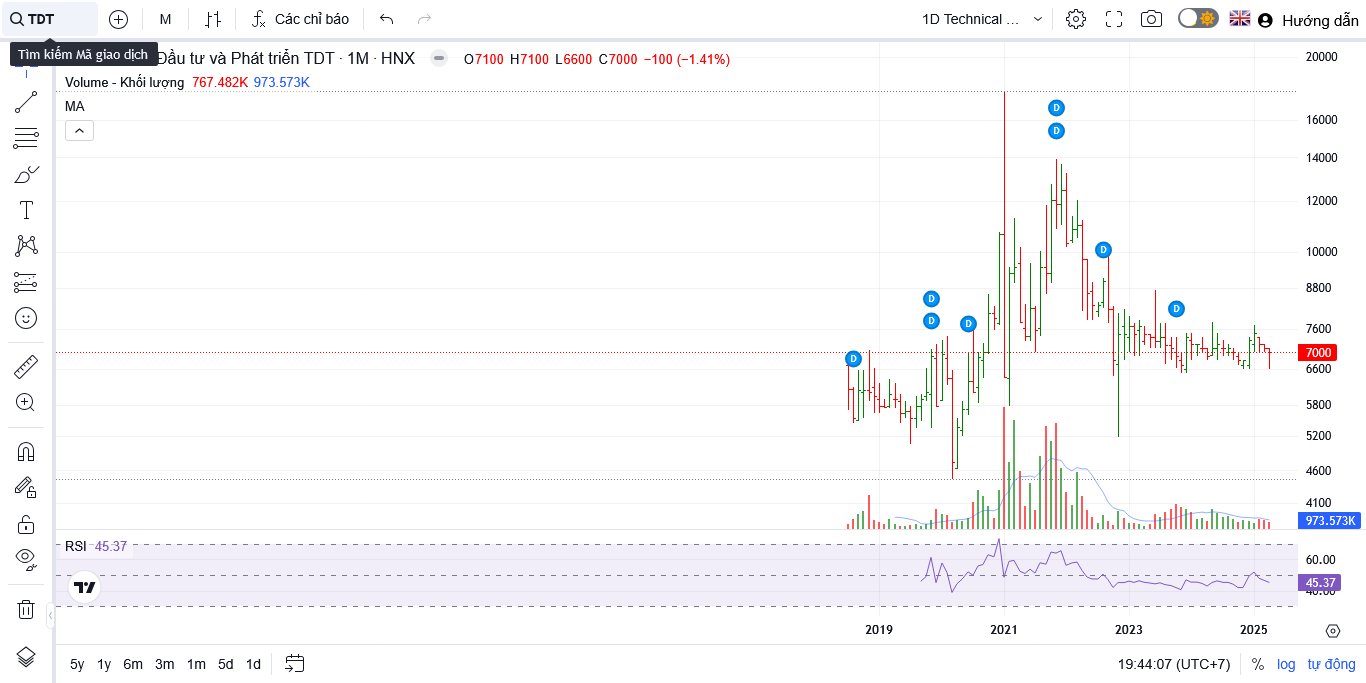 TDT M Các chỉ báo 1D Technical ... Hướng dẫn
Tìm kiếm Mã giao dịch
Đầu tư và Phát triển TDT · 1M · HNX O7100 H7100 L6600 C7000 −100 (−1.41%)
Volume - Khối lượng 767.482K 973.573K
MA
20000
16000
14000
12000
10000
8800
7600
7000
6600
5800
5200
4600
4100
973.573K
D
D
D
D
D
D
D
D
RSI 45.37
60.00
45.37
40.00
2019 2021 2023 2025
5y 1y 6m 3m 1m 5d 1d 19:44:07 (UTC+7) % log tự động